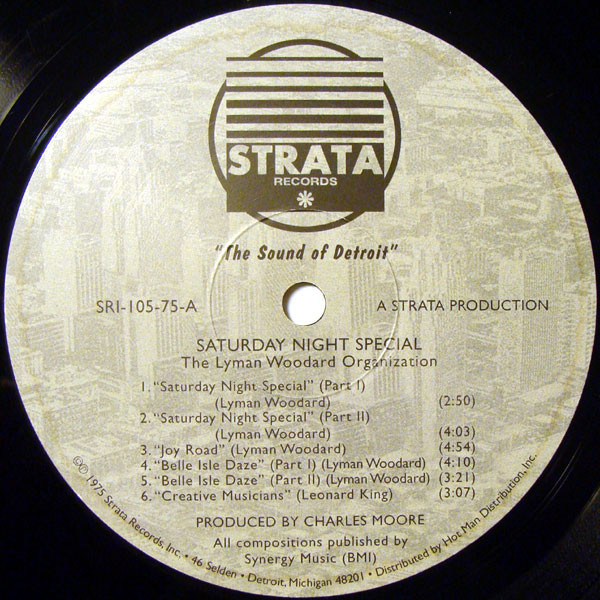 STRATA
RECORDS
"The Sound of Detroit"
SRI-105-75-A
A STRATA PRODUCTION
SATURDAY NIGHT SPECIAL
The Lyman Woodard Organization
1. "Saturday Night Special" (Part I)
(Lyman Woodard) (2:50)
2. "Saturday Night Special" (Part II)
(Lyman Woodard) (4:03)
3. "Joy Road" (Lyman Woodard) (4:54)
4. "Belle Isle Daze" (Part I) (Lyman Woodard) (4:10)
5. "Belle Isle Daze" (Part II) (Lyman Woodard) (3:21)
6. "Creative Musicians" (Leonard King) (3:07)
PRODUCED BY CHARLES MOORE
All compositions published by
Synergy Music (BMI)
℗© 1975 Strata Records, Inc. • 46 Selden • Detroit, Michigan 48201 • Distributed by Hot Man Distribution, Inc.